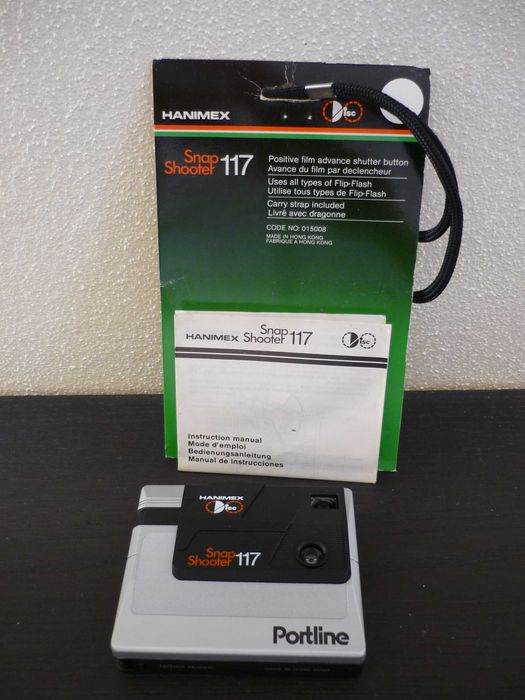 HANIMEX Disc
Snap
Shooter 117
Positive film advance shutter button
Avance du film par declencheur
Uses all types of Flip-Flash
Utilise tous types de Flip-Flash
Carry strap included
Livré avec dragonne
CODE NO: 015008
MADE IN HONG KONG
FABRIQUE A HONG KONG
HANIMEX Snap Shooter 117 Disc
Instruction manual
Mode d'emploi
Bedienungsanleitung
Manual de instrucciones
HANIMEX
Disc
Snap
Shooter 117
Portline